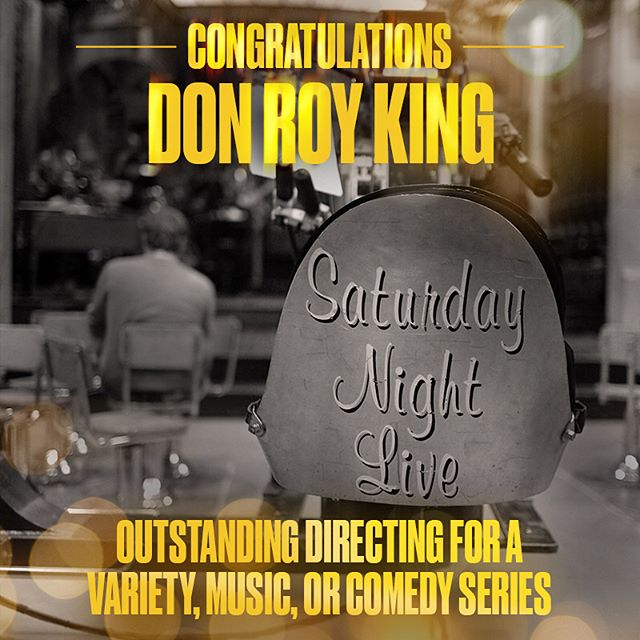 CONGRATULATIONS
DON ROY KING
Saturday
Night
Live
OUTSTANDING DIRECTING FOR A
VARIETY, MUSIC, OR COMEDY SERIES